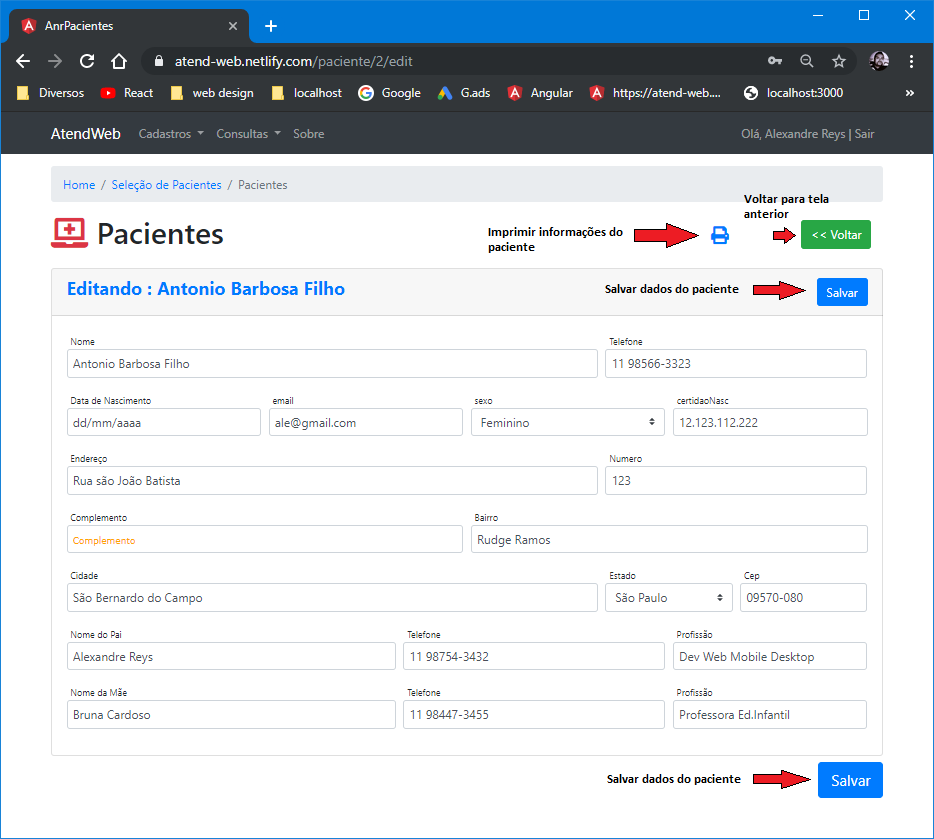 AnrPacientes
atend-web.netlify.com/paciente/2/edit
Diversos React web design localhost Google G.ads Angular https://atend-web.... localhost:3000 »
AtendWeb Cadastros Consultas Sobre Olá, Alexandre Reys | Sair
Home / Seleção de Pacientes / Pacientes
Voltar para tela
anterior
Pacientes
Imprimir informações do
paciente
<< Voltar
Editando : Antonio Barbosa Filho
Salvar dados do paciente
Salvar
Nome Telefone
Antonio Barbosa Filho 11 98566-3323
Data de Nascimento email sexo certidaoNasc
dd/mm/aaaa ale@gmail.com Feminino 12.123.112.222
Endereço Numero
Rua são João Batista 123
Complemento Bairro
Complemento Rudge Ramos
Cidade Estado Cep
São Bernardo do Campo São Paulo 09570-080
Nome do Pai Telefone Profissão
Alexandre Reys 11 98754-3432 Dev Web Mobile Desktop
Nome da Mãe Telefone Profissão
Bruna Cardoso 11 98447-3455 Professora Ed.Infantil
Salvar dados do paciente Salvar